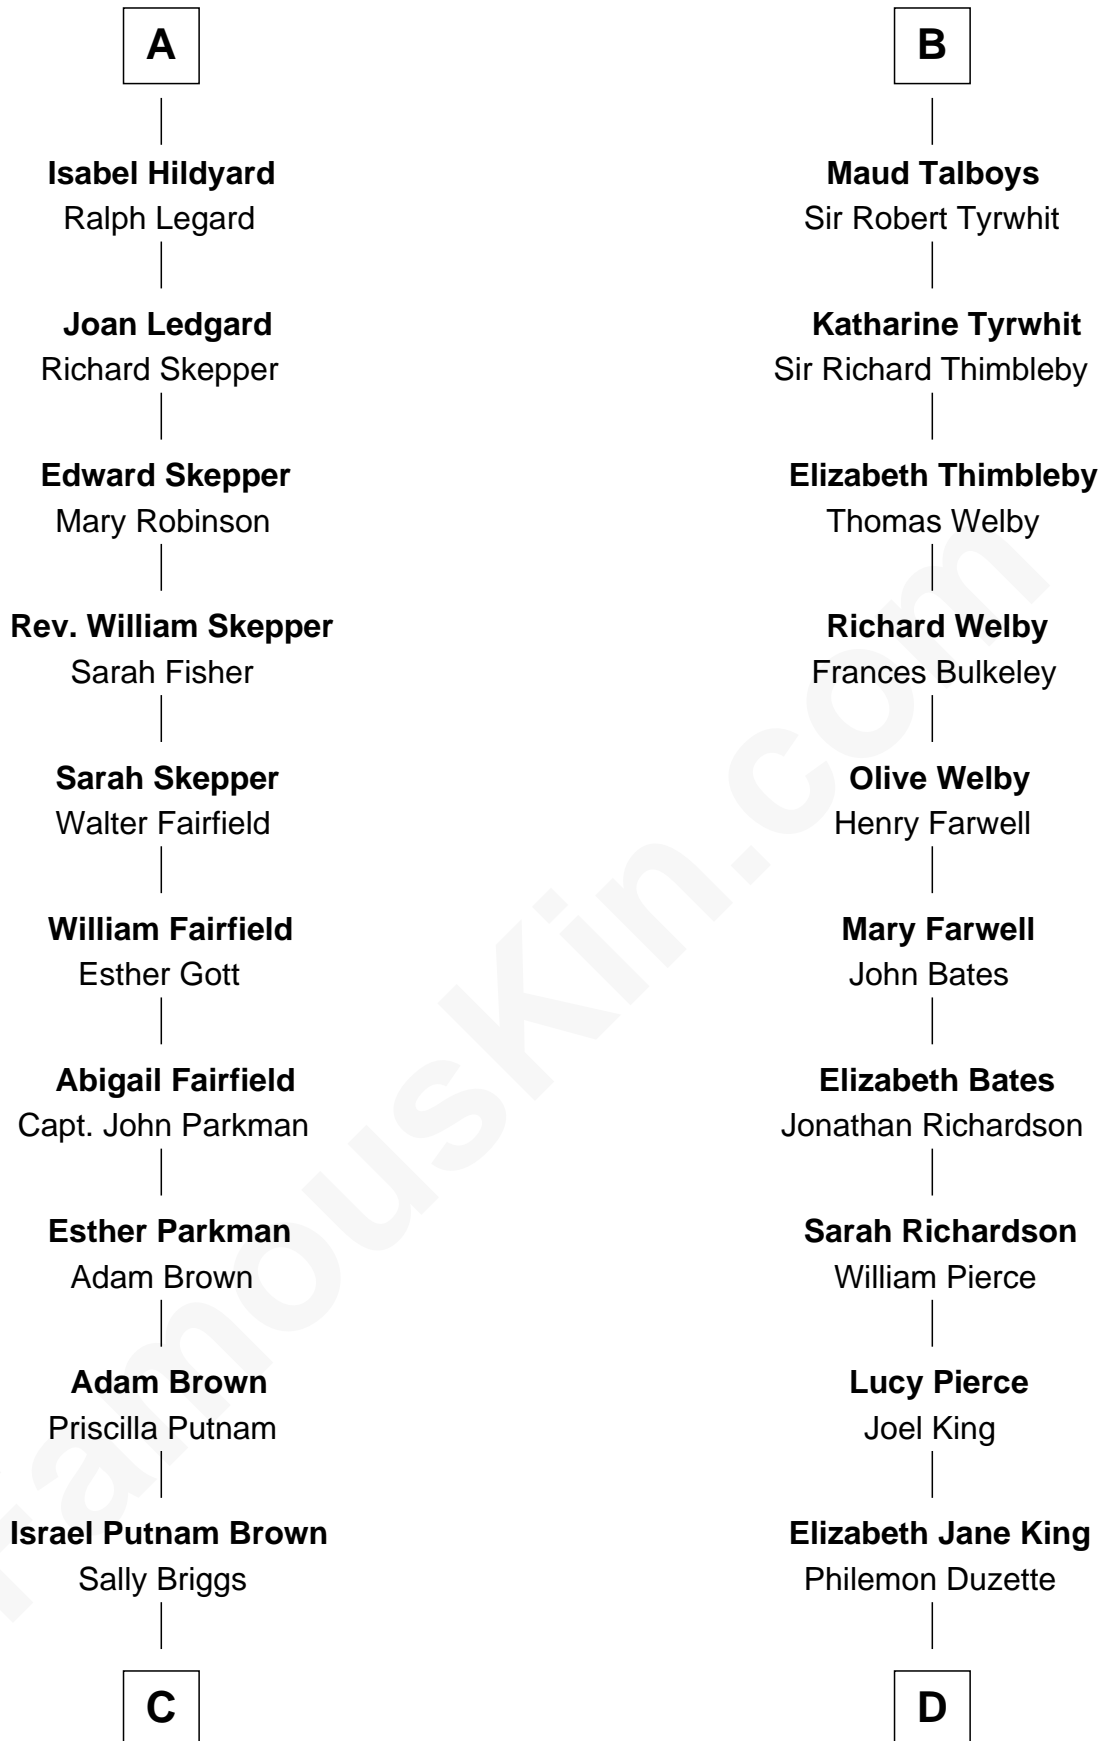 A
Isabel Hildyard
Ralph Legard
Joan Ledgard
Richard Skepper
Edward Skepper
Mary Robinson
Rev. William Skepper
Sarah Fisher
Sarah Skepper
Walter Fairfield
William Fairfield
Esther Gott
Abigail Fairfield
Capt. John Parkman
Esther Parkman
Adam Brown
Adam Brown
Priscilla Putnam
Israel Putnam Brown
Sally Briggs
C
B
Maud Talboys
Sir Robert Tyrwhit
Katharine Tyrwhit
Sir Richard Thimbleby
Elizabeth Thimbleby
Thomas Welby
Richard Welby
Frances Bulkeley
Olive Welby
Henry Farwell
Mary Farwell
John Bates
Elizabeth Bates
Jonathan Richardson
Sarah Richardson
William Pierce
Lucy Pierce
Joel King
Elizabeth Jane King
Philemon Duzette
D
FamousKin.com